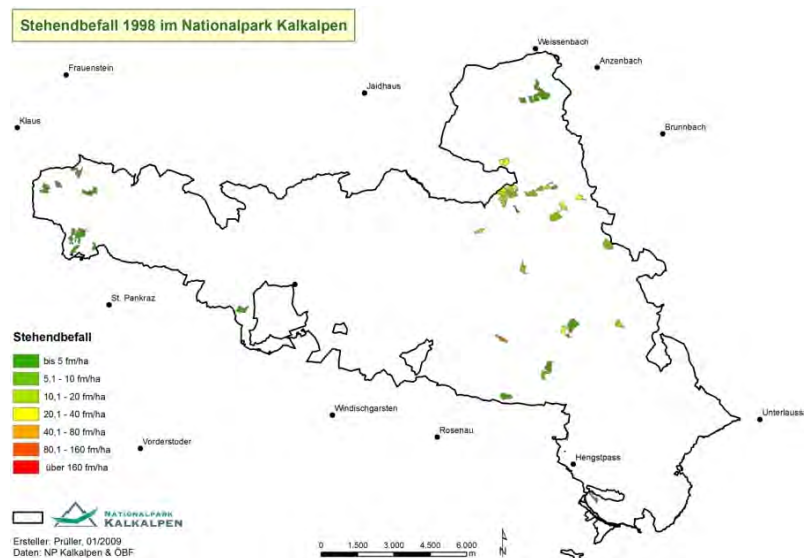 Stehendbefall 1998 im Nationalpark Kalkalpen
Weissenbach
Anzenbach
Frauenstein
Jaidhaus
Klaus
Brunnbach
St. Pankraz
Stehendbefall
bis 5 fm/ha
5,1 - 10 fm/ha
10,1 - 20 fm/ha
20,1 - 40 fm/ha
40,1 - 80 fm/ha
80,1 - 160 fm/ha
über 160 fm/ha
Windischgarsten
Rosenau
Unterlaussa
Vorderstoder
Hengstpass
NATIONALPARK
KALKALPEN
Ersteller: Prüller, 01/2009
Daten: NP Kalkalpen & ÖBF
0 1.500 3.000 4.500 6.000
m
N